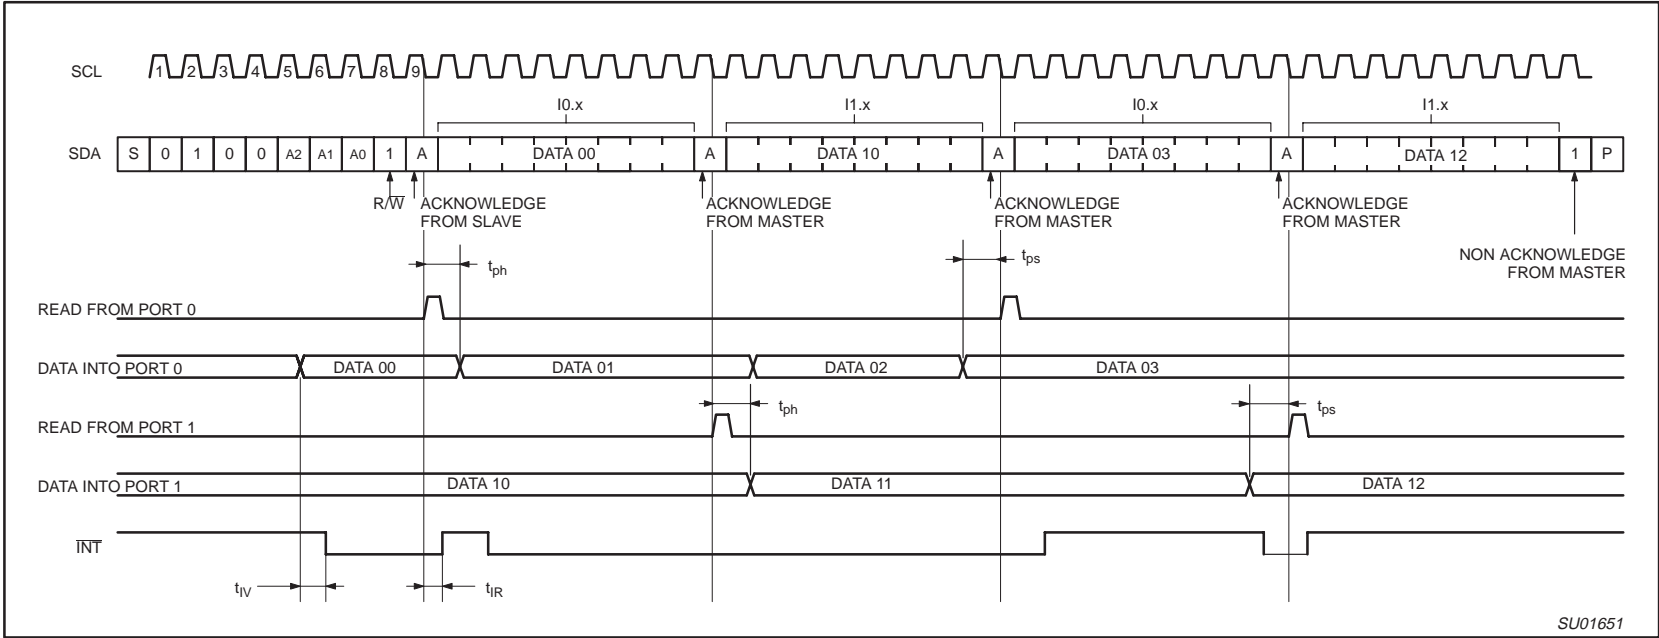 SCL 1 2 3 4 5 6 7 8 9
I0.x I1.x I0.x I1.x
SDA S 0 1 0 0 A2 A1 A0 1 A DATA 00 A DATA 10 A DATA 03 A DATA 12 1 P
R/W ACKNOWLEDGE FROM SLAVE
ACKNOWLEDGE FROM MASTER
ACKNOWLEDGE FROM MASTER
ACKNOWLEDGE FROM MASTER
NON ACKNOWLEDGE FROM MASTER
tph tps
READ FROM PORT 0
DATA INTO PORT 0 DATA 00 DATA 01 DATA 02 DATA 03
tph tps
READ FROM PORT 1
DATA INTO PORT 1 DATA 10 DATA 11 DATA 12
INT
tIV tIR
SU01651